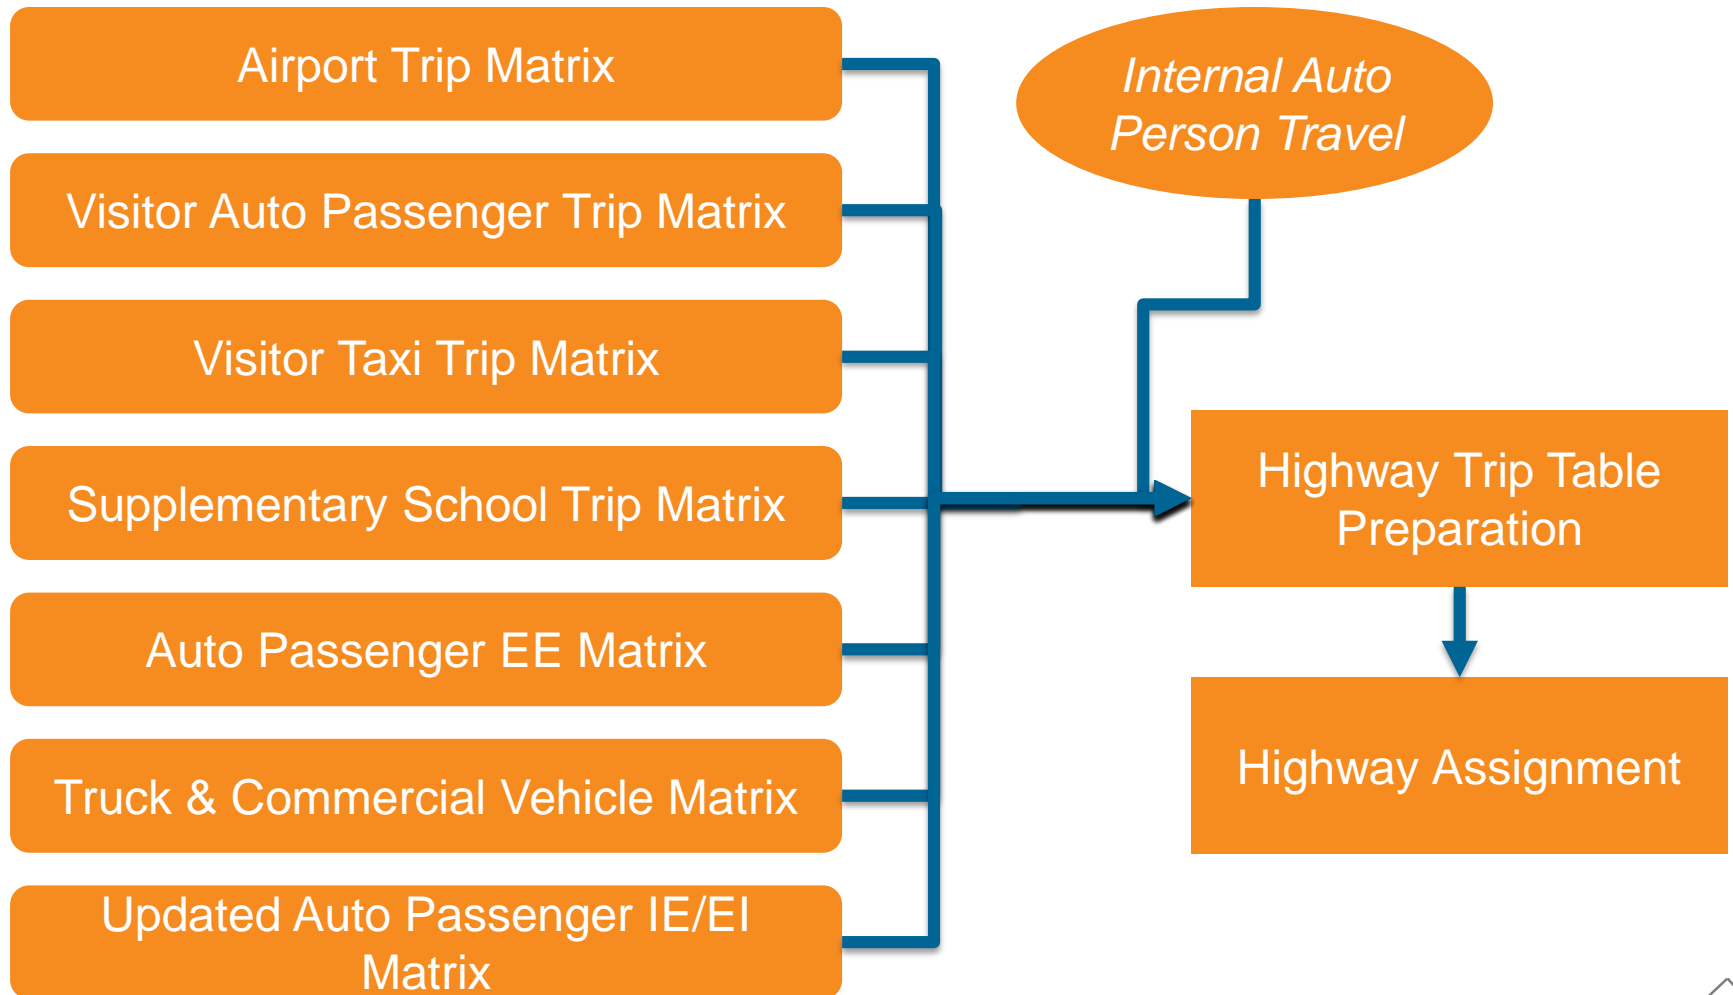 Airport Trip Matrix
Visitor Auto Passenger Trip Matrix
Visitor Taxi Trip Matrix
Supplementary School Trip Matrix
Auto Passenger EE Matrix
Truck & Commercial Vehicle Matrix
Updated Auto Passenger IE/EI
Matrix
Internal Auto
Person Travel
Highway Trip Table
Preparation
Highway Assignment